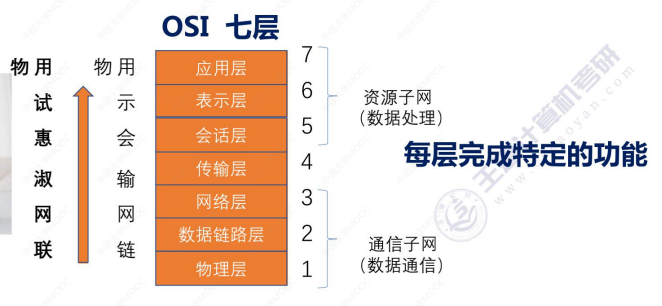 OSI 七层
物 用
试
惠
淑
网
联
物 用
示
会
输
网
链
应用层
表示层
会话层
传输层
网络层
数据链路层
物理层
7
6
5
4
3
2
1
资源子网
(数据处理)
通信子网
(数据通信)
每层完成特定的功能
王道计算机考研